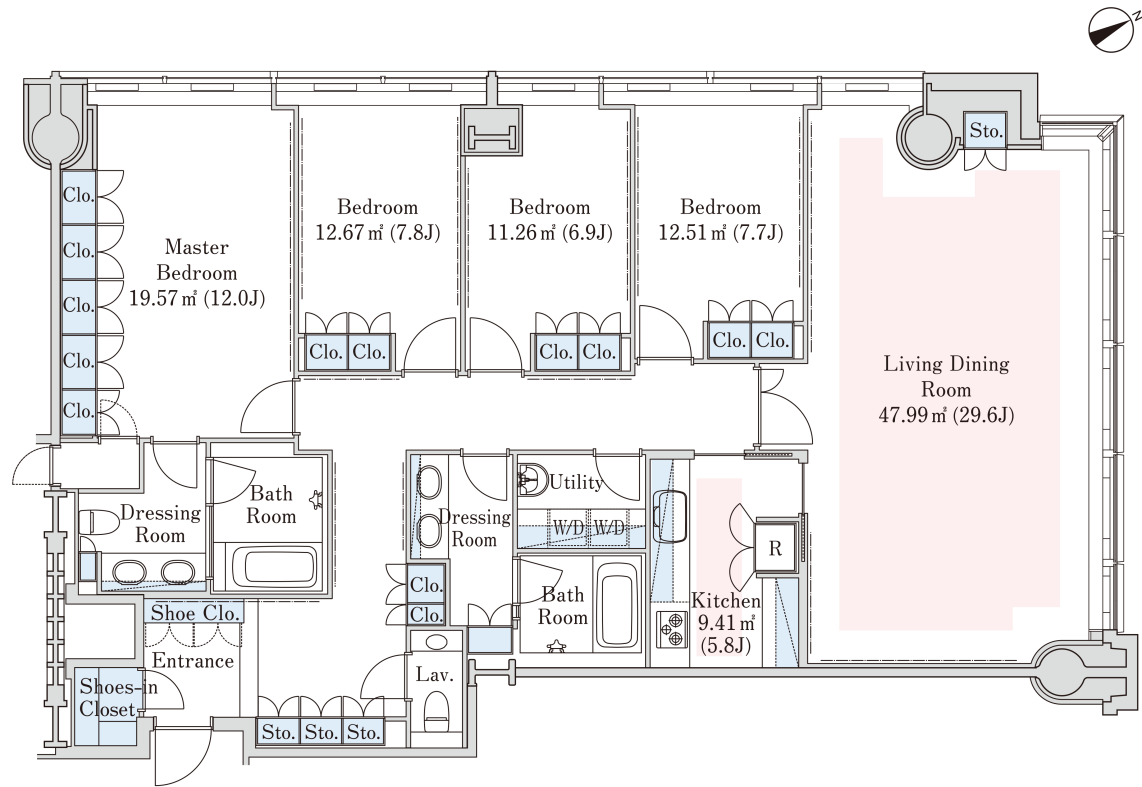 N
Sto.
Clo.
Clo.
Clo.
Clo.
Clo.
Master
Bedroom
19.57㎡ (12.0J)
Bedroom
12.67㎡ (7.8J)
Clo. Clo.
Bedroom
11.26㎡ (6.9J)
Clo. Clo.
Bedroom
12.51㎡ (7.7J)
Clo. Clo.
Living Dining
Room
47.99㎡ (29.6J)
Dressing
Room
Bath
Room
Dressing
Room
Utility
W/D W/D
Bath
Room
R
Kitchen
9.41㎡
(5.8J)
Clo.
Clo.
Shoe Clo.
Entrance
Shoes-in
Closet
Lav.
Sto. Sto. Sto.